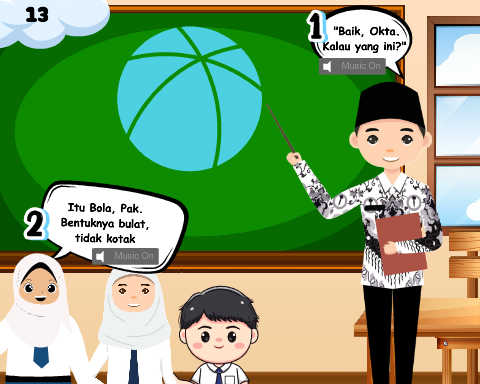 13
1
"Baik, Okta.
Kalau yang ini?"
Music On
2
Itu Bola, Pak.
Bentuknya bulat,
tidak kotak
Music On